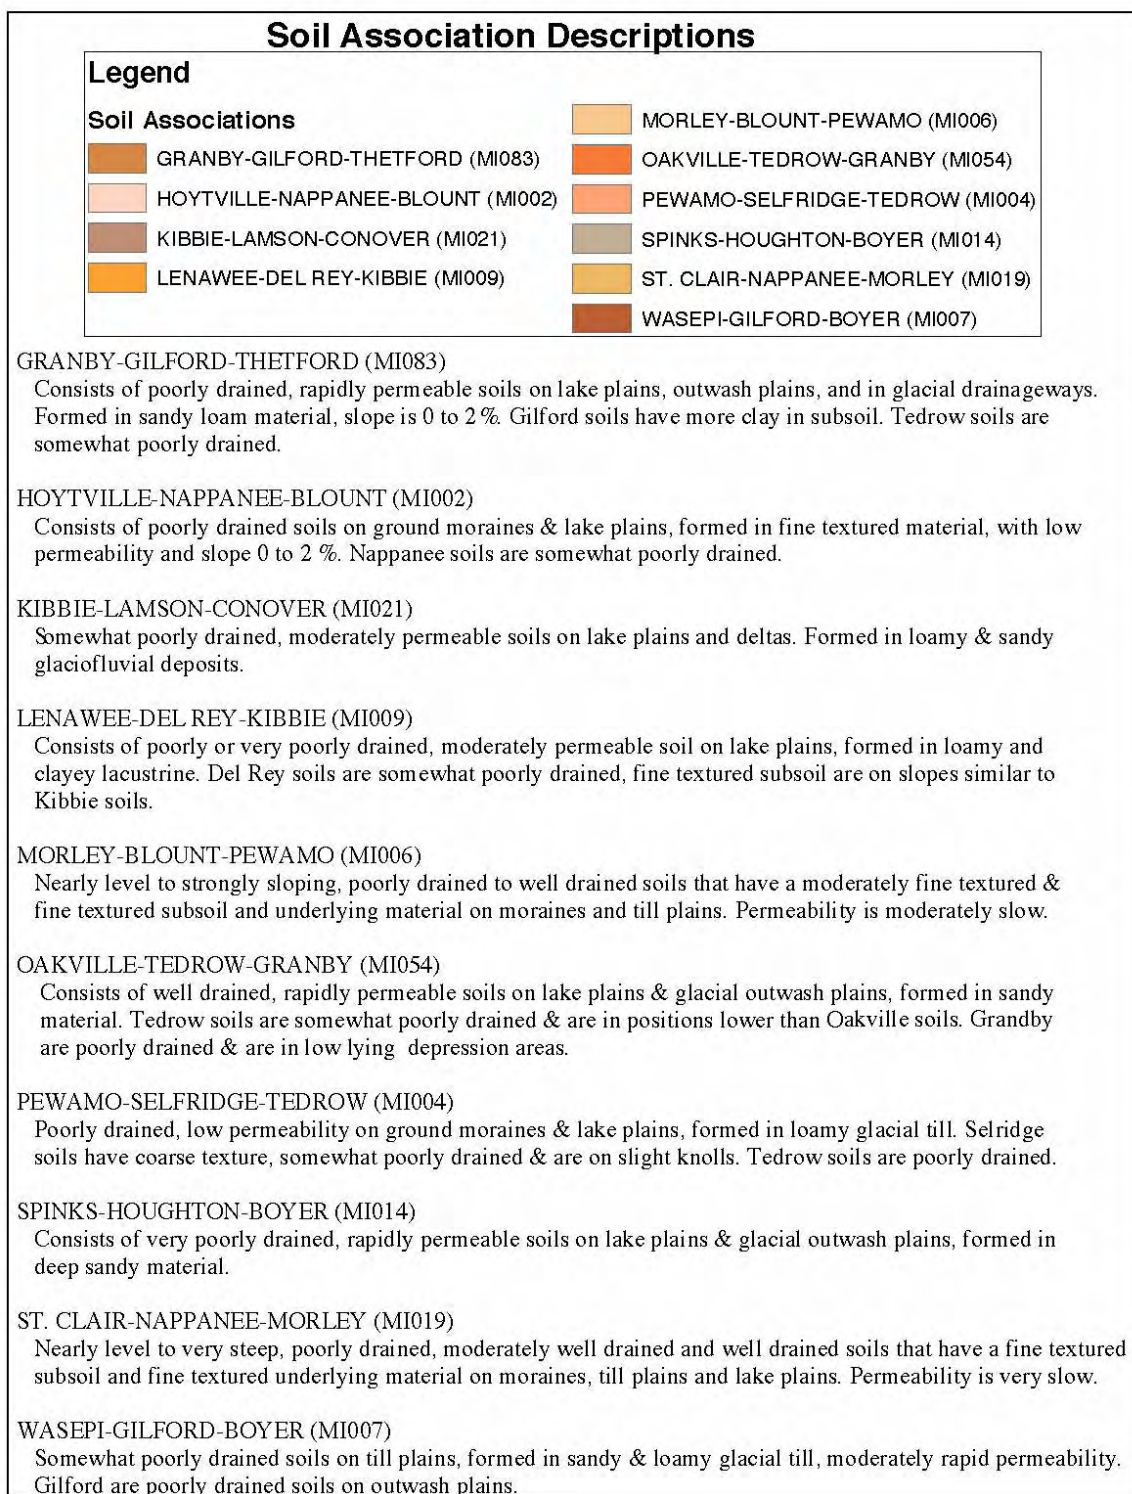 Soil Association Descriptions
Legend
Soil Associations
GRANBY-GILFORD-THETFORD (MI083)
HOYTVILLE-NAPPANEE-BLOUNT (MI002)
KIBBIE-LAMSON-CONOVER (MI021)
LENAWEE-DEL REY-KIBBIE (MI009)
MORLEY-BLOUNT-PEWAMO (MI006)
OAKVILLE-TEDROW-GRANBY (MI054)
PEWAMO-SELFRIDGE-TEDROW (MI004)
SPINKS-HOUGHTON-BOYER (MI014)
ST. CLAIR-NAPPANEE-MORLEY (MI019)
WASEPI-GILFORD-BOYER (MI007)
GRANBY-GILFORD-THETFORD (MI083)
Consists of poorly drained, rapidly permeable soils on lake plains, outwash plains, and in glacial drainageways.
Formed in sandy loam material, slope is 0 to 2 %. Gilford soils have more clay in subsoil. Tedrow soils are
somewhat poorly drained.
HOYTVILLE-NAPPANEE-BLOUNT (MI002)
Consists of poorly drained soils on ground moraines & lake plains, formed in fine textured material, with low
permeability and slope 0 to 2 %. Nappanee soils are somewhat poorly drained.
KIBBIE-LAMSON-CONOVER (MI021)
Somewhat poorly drained, moderately permeable soils on lake plains and deltas. Formed in loamy & sandy
glaciofluvial deposits.
LENAWEE-DEL REY-KIBBIE (MI009)
Consists of poorly or very poorly drained, moderately permeable soil on lake plains, formed in loamy and
clayey lacustrine. Del Rey soils are somewhat poorly drained, fine textured subsoil are on slopes similar to
Kibbie soils.
MORLEY-BLOUNT-PEWAMO (MI006)
Nearly level to strongly sloping, poorly drained to well drained soils that have a moderately fine textured &
fine textured subsoil and underlying material on moraines and till plains. Permeability is moderately slow.
OAKVILLE-TEDROW-GRANBY (MI054)
Consists of well drained, rapidly permeable soils on lake plains & glacial outwash plains, formed in sandy
material. Tedrow soils are somewhat poorly drained & are in positions lower than Oakville soils. Grandby
are poorly drained & are in low lying depression areas.
PEWAMO-SELFRIDGE-TEDROW (MI004)
Poorly drained, low permeability on ground moraines & lake plains, formed in loamy glacial till. Selridge
soils have coarse texture, somewhat poorly drained & are on slight knolls. Tedrow soils are poorly drained.
SPINKS-HOUGHTON-BOYER (MI014)
Consists of very poorly drained, rapidly permeable soils on lake plains & glacial outwash plains, formed in
deep sandy material.
ST. CLAIR-NAPPANEE-MORLEY (MI019)
Nearly level to very steep, poorly drained, moderately well drained and well drained soils that have a fine textured
subsoil and fine textured underlying material on moraines, till plains and lake plains. Permeability is very slow.
WASEPI-GILFORD-BOYER (MI007)
Somewhat poorly drained soils on till plains, formed in sandy & loamy glacial till, moderately rapid permeability.
Gilford are poorly drained soils on outwash plains.